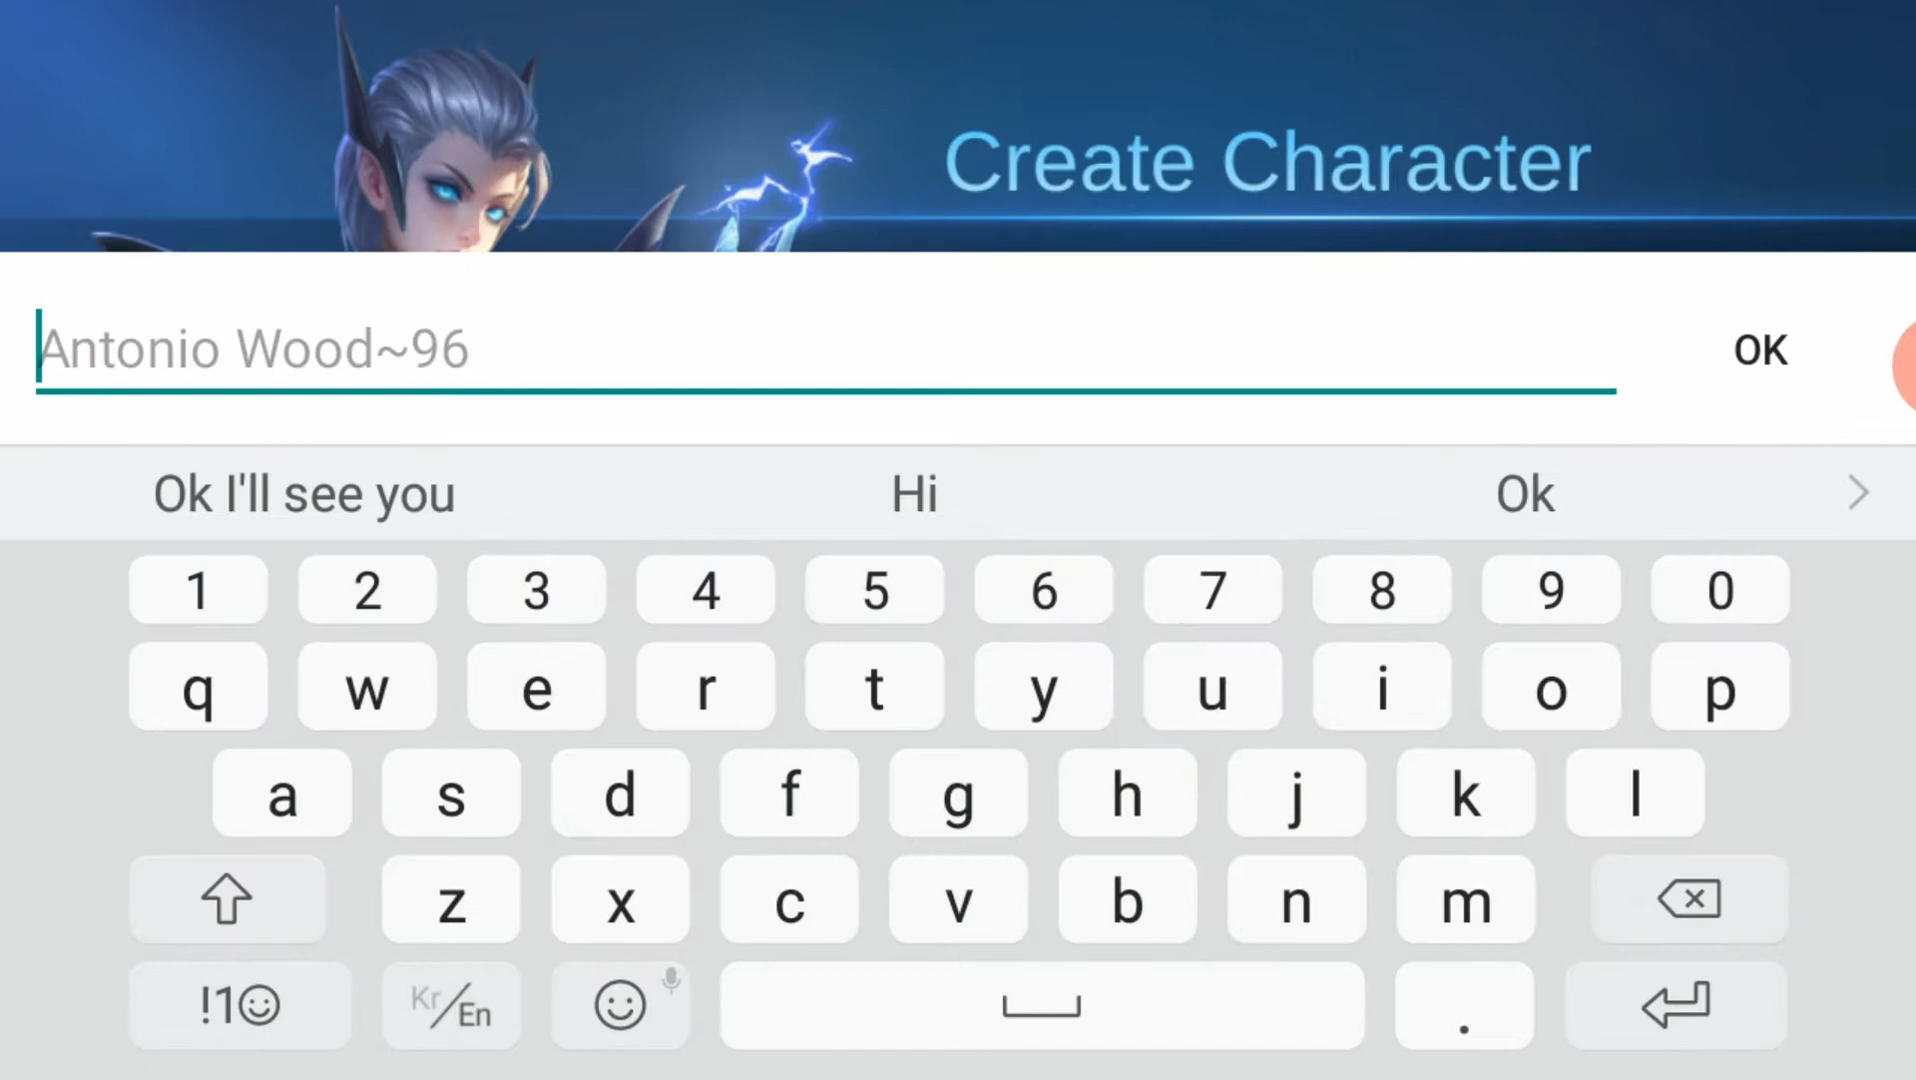 Create Character
Antonio Wood~96
OK
Ok I'll see you Hi Ok
1 2 3 4 5 6 7 8 9 0
q w e r t y u i o p
a s d f g h j k l
z x c v b n m
!1☺ Kr/En .